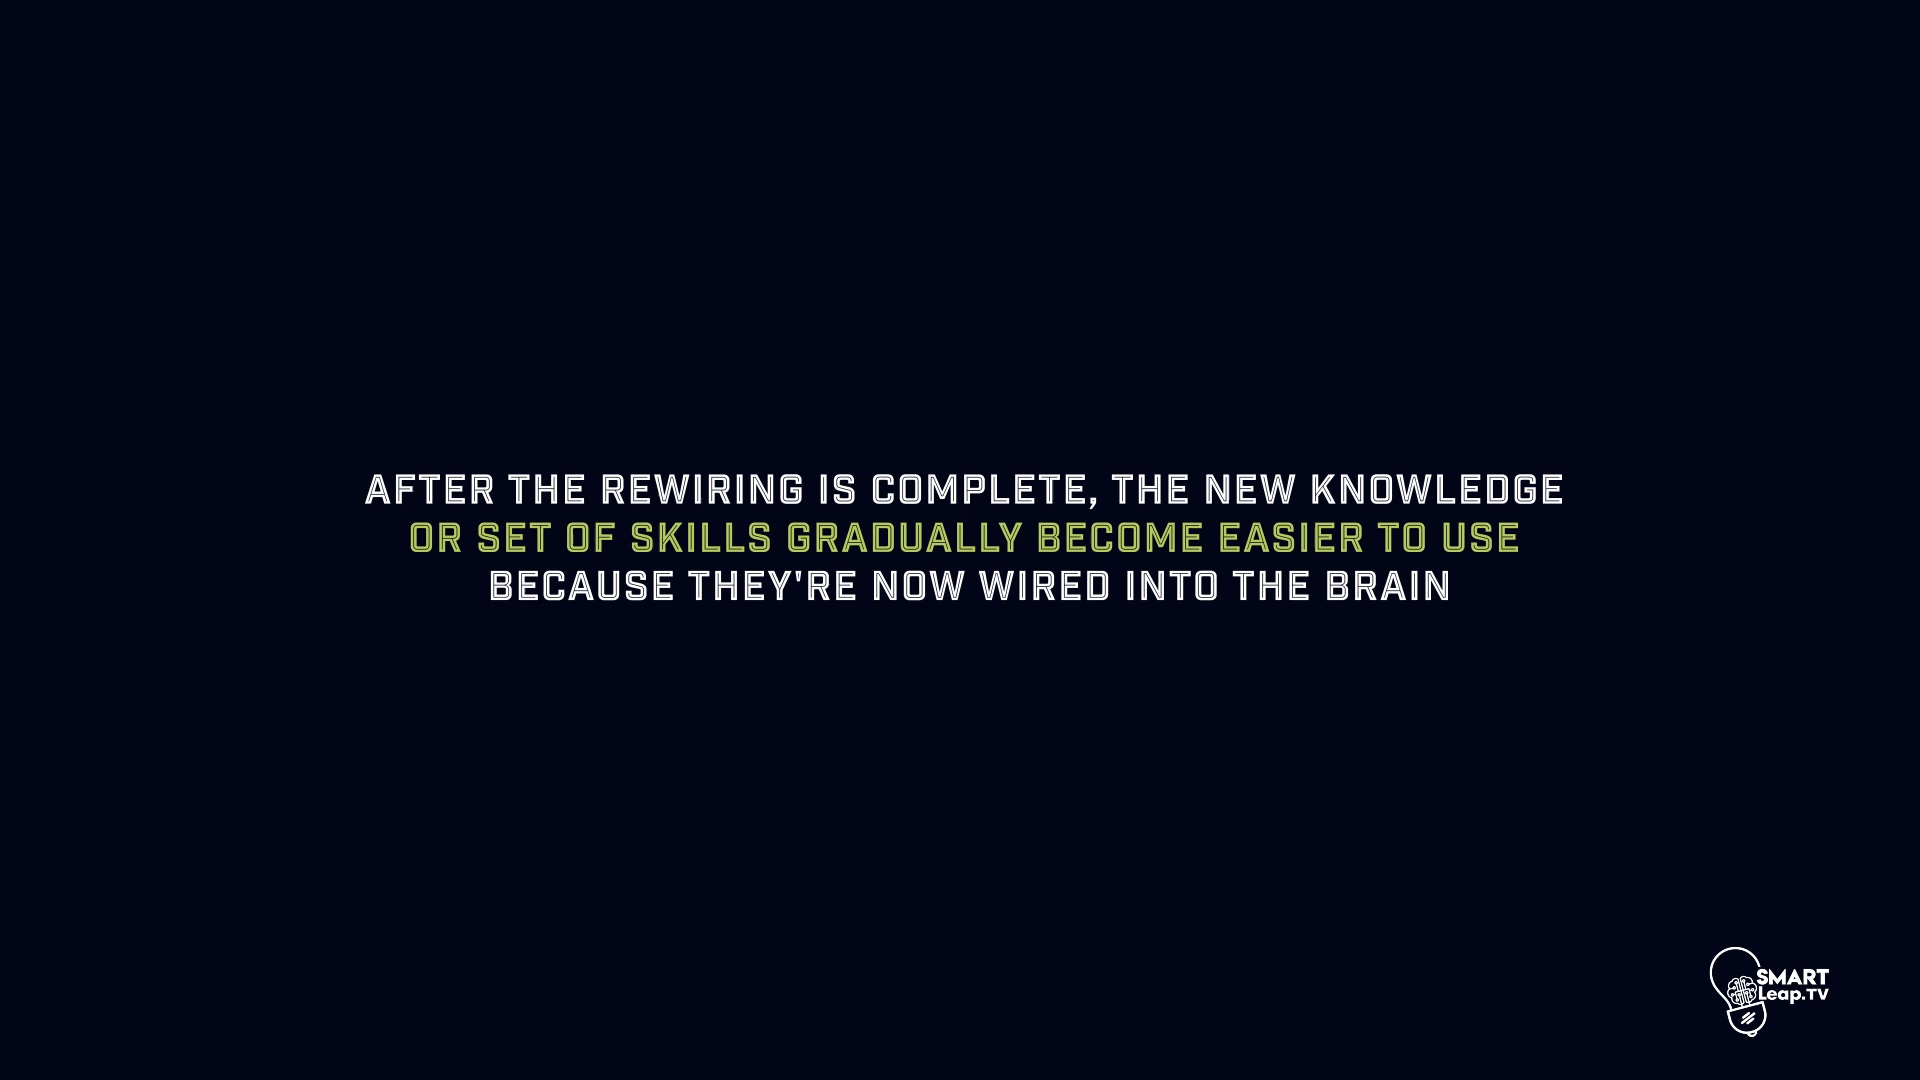 AFTER THE REWIRING IS COMPLETE, THE NEW KNOWLEDGE
OR SET OF SKILLS GRADUALLY BECOME EASIER TO USE
BECAUSE THEY'RE NOW WIRED INTO THE BRAIN
SMART
Leap.TV